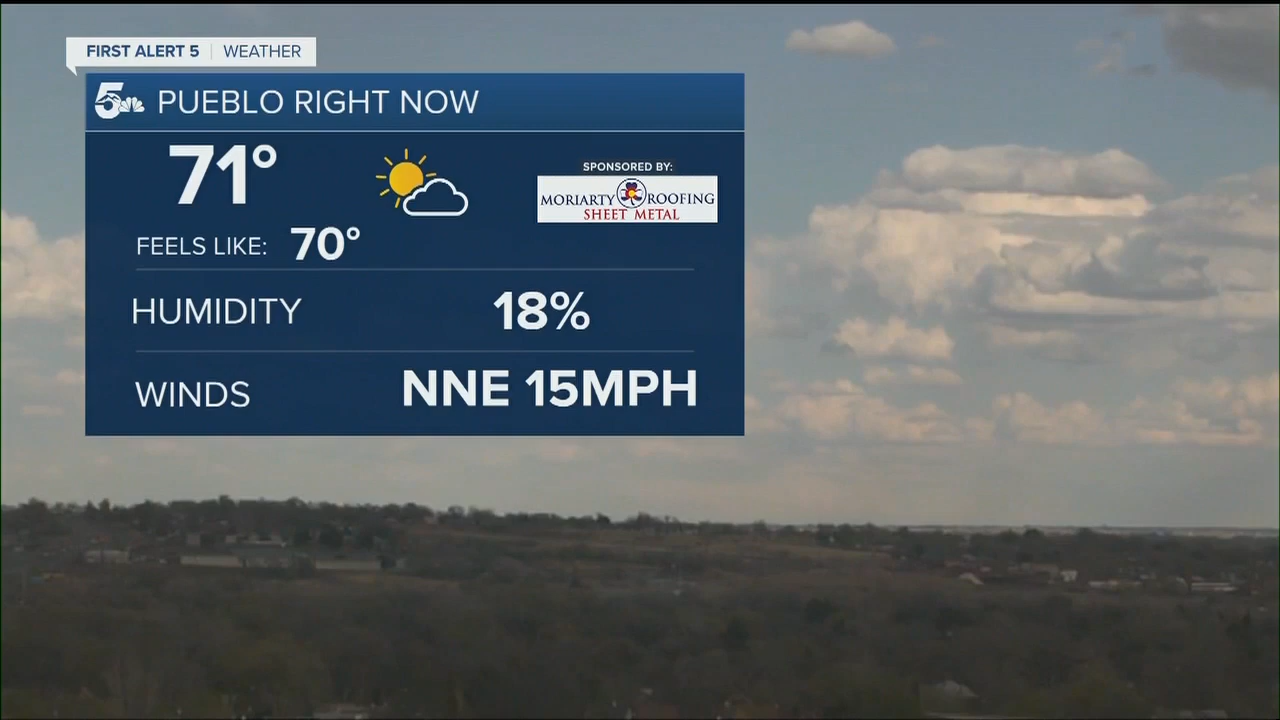 FIRST ALERT 5 | WEATHER
5 PUEBLO RIGHT NOW
71°
SPONSORED BY:
MORIARTY ROOFING
SHEET METAL
FEELS LIKE: 70°
HUMIDITY 18%
WINDS NNE 15MPH